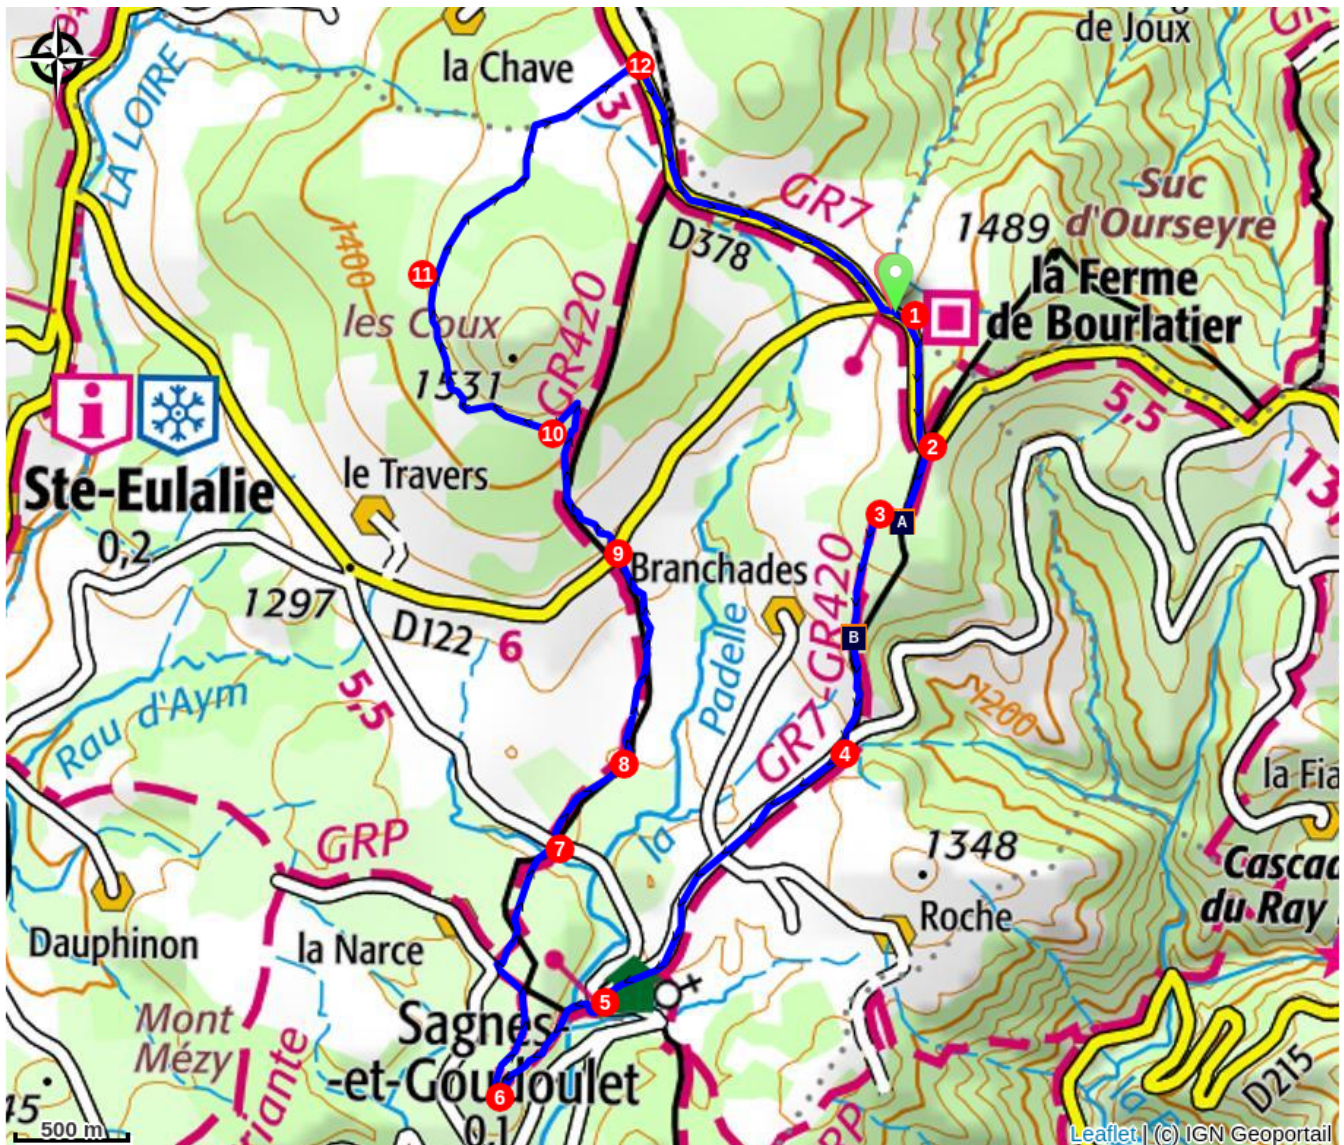 de Joux
la Chave
12
3
LA LOIRE
GR7
Suc
d'Ourseyre
1489
D378
1400
la Ferme
de Bourlatier
1
11
les Coux
GR420
1531
5,5
10
2
i
Ste-Eulalie
le Travers
3
A
13
0,2
9
Branchades
1297
D122
6
B
Padelle
GR7-GR420
1200
Rau d'Aym
5,5
8
4
la Fia
GRP
7
la
1348
Cascad
du Ray
Dauphinon
la Narce
Roche
5
Mont
Mézy
Sagnes-
-et-Goudoulet
6
riante
D215
45
0,1
500 m
Leaflet | (c) IGN Geoportail